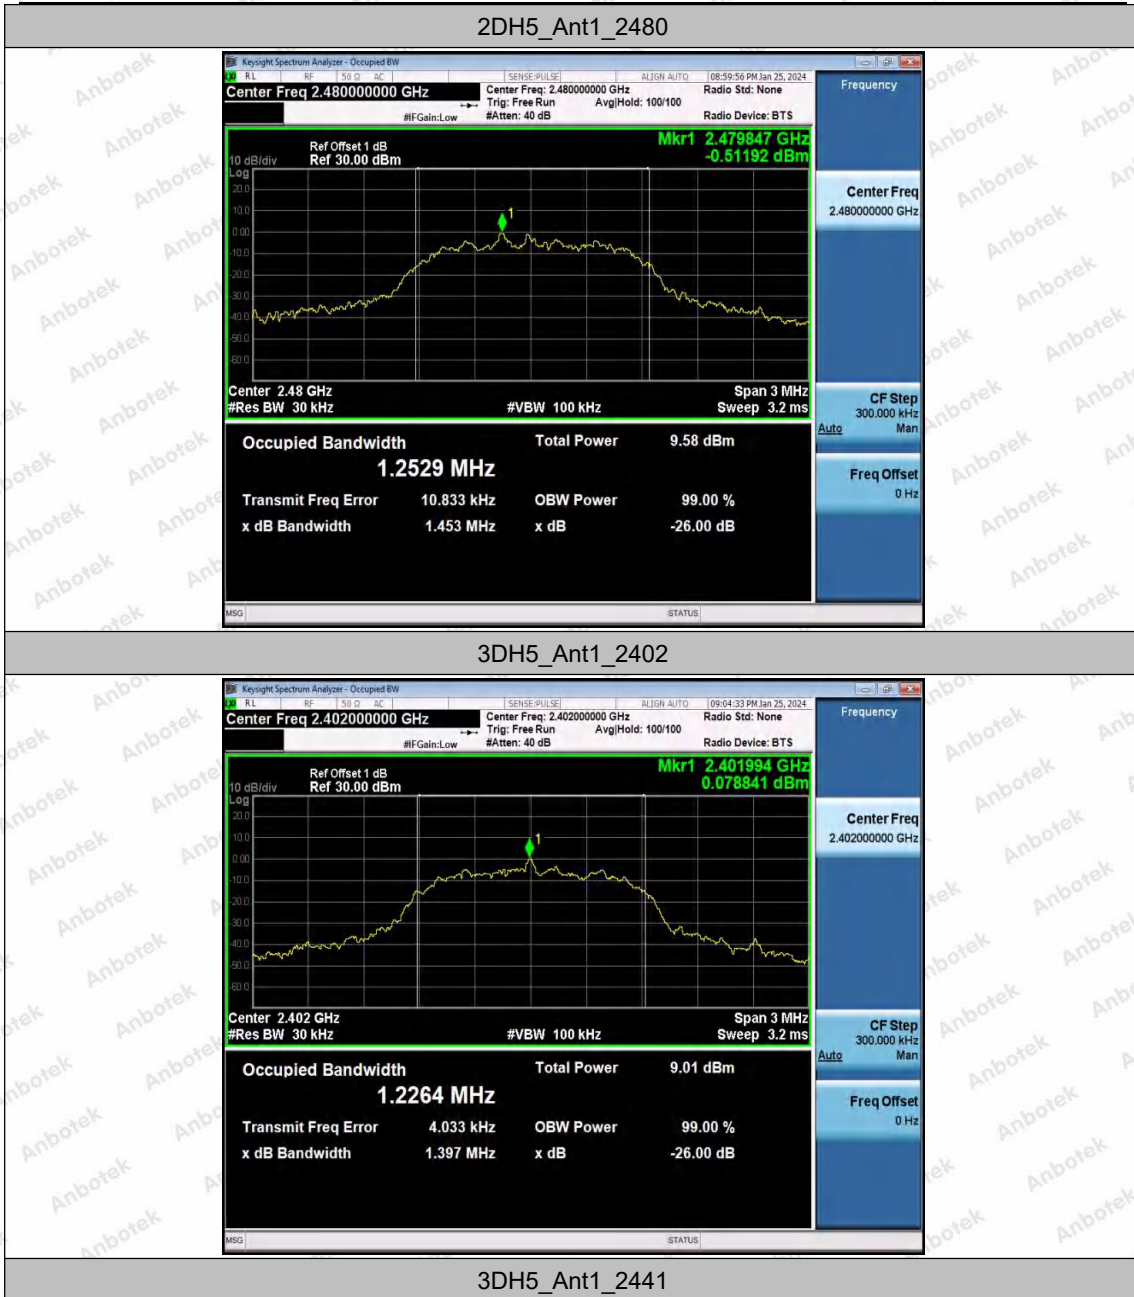 2DH5_Ant1_2480
Keysight Spectrum Analyzer - Occupied BW
RL RF 50 Ω AC SENSE:PULSE ALIGN AUTO 08:59:56 PM Jan 25, 2024
Center Freq 2.480000000 GHz
Center Freq: 2.480000000 GHz Radio Std: None
Trig: Free Run Avg|Hold: 100/100
#IFGain:Low #Atten: 40 dB Radio Device: BTS
Frequency
Mkr1 2.479847 GHz
-0.51192 dBm
Ref Offset 1 dB
10 dB/div Ref 30.00 dBm
Log
20.0
10.0
0.00
-10.0
-20.0
-30.0
-40.0
-50.0
-60.0
1
Center Freq
2.480000000 GHz
Center 2.48 GHz Span 3 MHz
#Res BW 30 kHz #VBW 100 kHz Sweep 3.2 ms
CF Step
300.000 kHz
Auto Man
Occupied Bandwidth Total Power 9.58 dBm
1.2529 MHz
Transmit Freq Error 10.833 kHz OBW Power 99.00 %
x dB Bandwidth 1.453 MHz x dB -26.00 dB
Freq Offset
0 Hz
MSG STATUS
3DH5_Ant1_2402
Keysight Spectrum Analyzer - Occupied BW
RL RF 50 Ω AC SENSE:PULSE ALIGN AUTO 09:04:33 PM Jan 25, 2024
Center Freq 2.402000000 GHz
Center Freq: 2.402000000 GHz Radio Std: None
Trig: Free Run Avg|Hold: 100/100
#IFGain:Low #Atten: 40 dB Radio Device: BTS
Frequency
Mkr1 2.401994 GHz
0.078841 dBm
Ref Offset 1 dB
10 dB/div Ref 30.00 dBm
Log
20.0
10.0
0.00
-10.0
-20.0
-30.0
-40.0
-50.0
-60.0
1
Center Freq
2.402000000 GHz
Center 2.402 GHz Span 3 MHz
#Res BW 30 kHz #VBW 100 kHz Sweep 3.2 ms
CF Step
300.000 kHz
Auto Man
Occupied Bandwidth Total Power 9.01 dBm
1.2264 MHz
Transmit Freq Error 4.033 kHz OBW Power 99.00 %
x dB Bandwidth 1.397 MHz x dB -26.00 dB
Freq Offset
0 Hz
MSG STATUS
3DH5_Ant1_2441
Anbotek